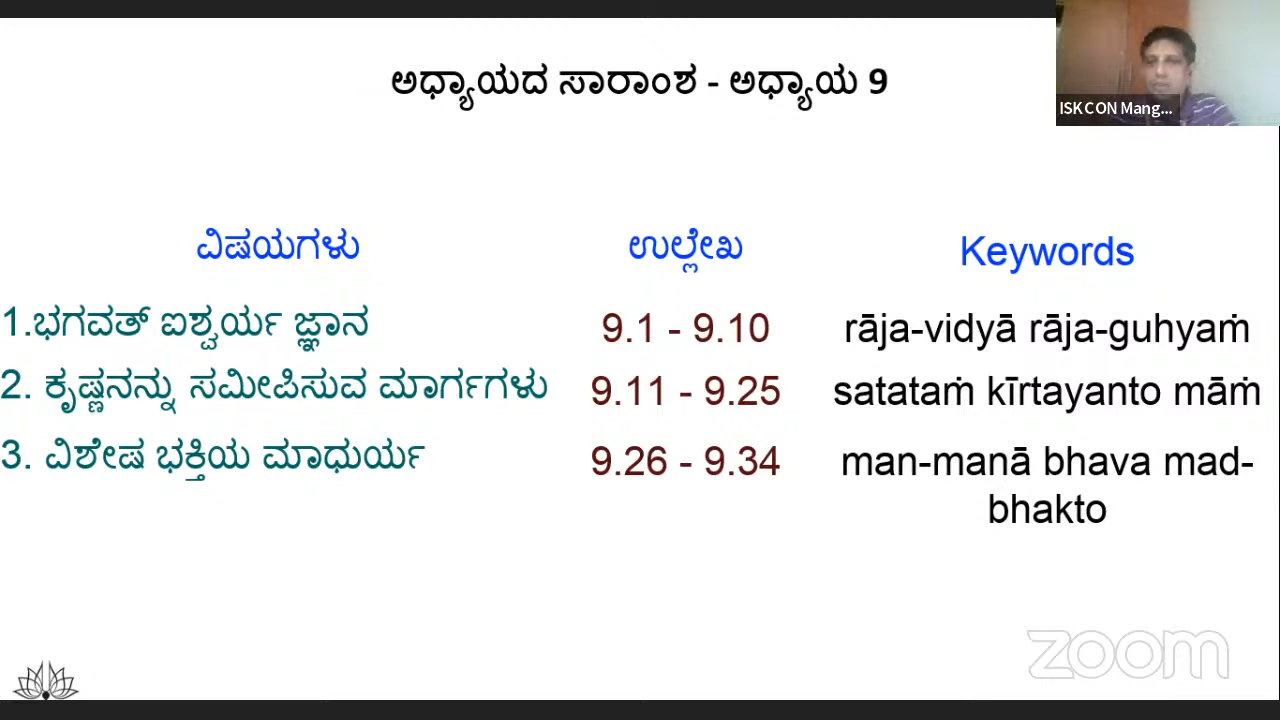 ಅಧ್ಯಾಯದ ಸಾರಾಂಶ - ಅಧ್ಯಾಯ 9
ISKCON Mang...
ವಿಷಯಗಳು ಉಲ್ಲೇಖ Keywords
1.ಭಗವತ್ ಐಶ್ವರ್ಯ ಜ್ಞಾನ 9.1 - 9.10 rāja-vidyā rāja-guhyaṁ
2. ಕೃಷ್ಣನನ್ನು ಸಮೀಪಿಸುವ ಮಾರ್ಗಗಳು 9.11 - 9.25 satataṁ kīrtayanto māṁ
3. ವಿಶೇಷ ಭಕ್ತಿಯ ಮಾಧುರ್ಯ 9.26 - 9.34 man-manā bhava mad-
bhakto
zoom